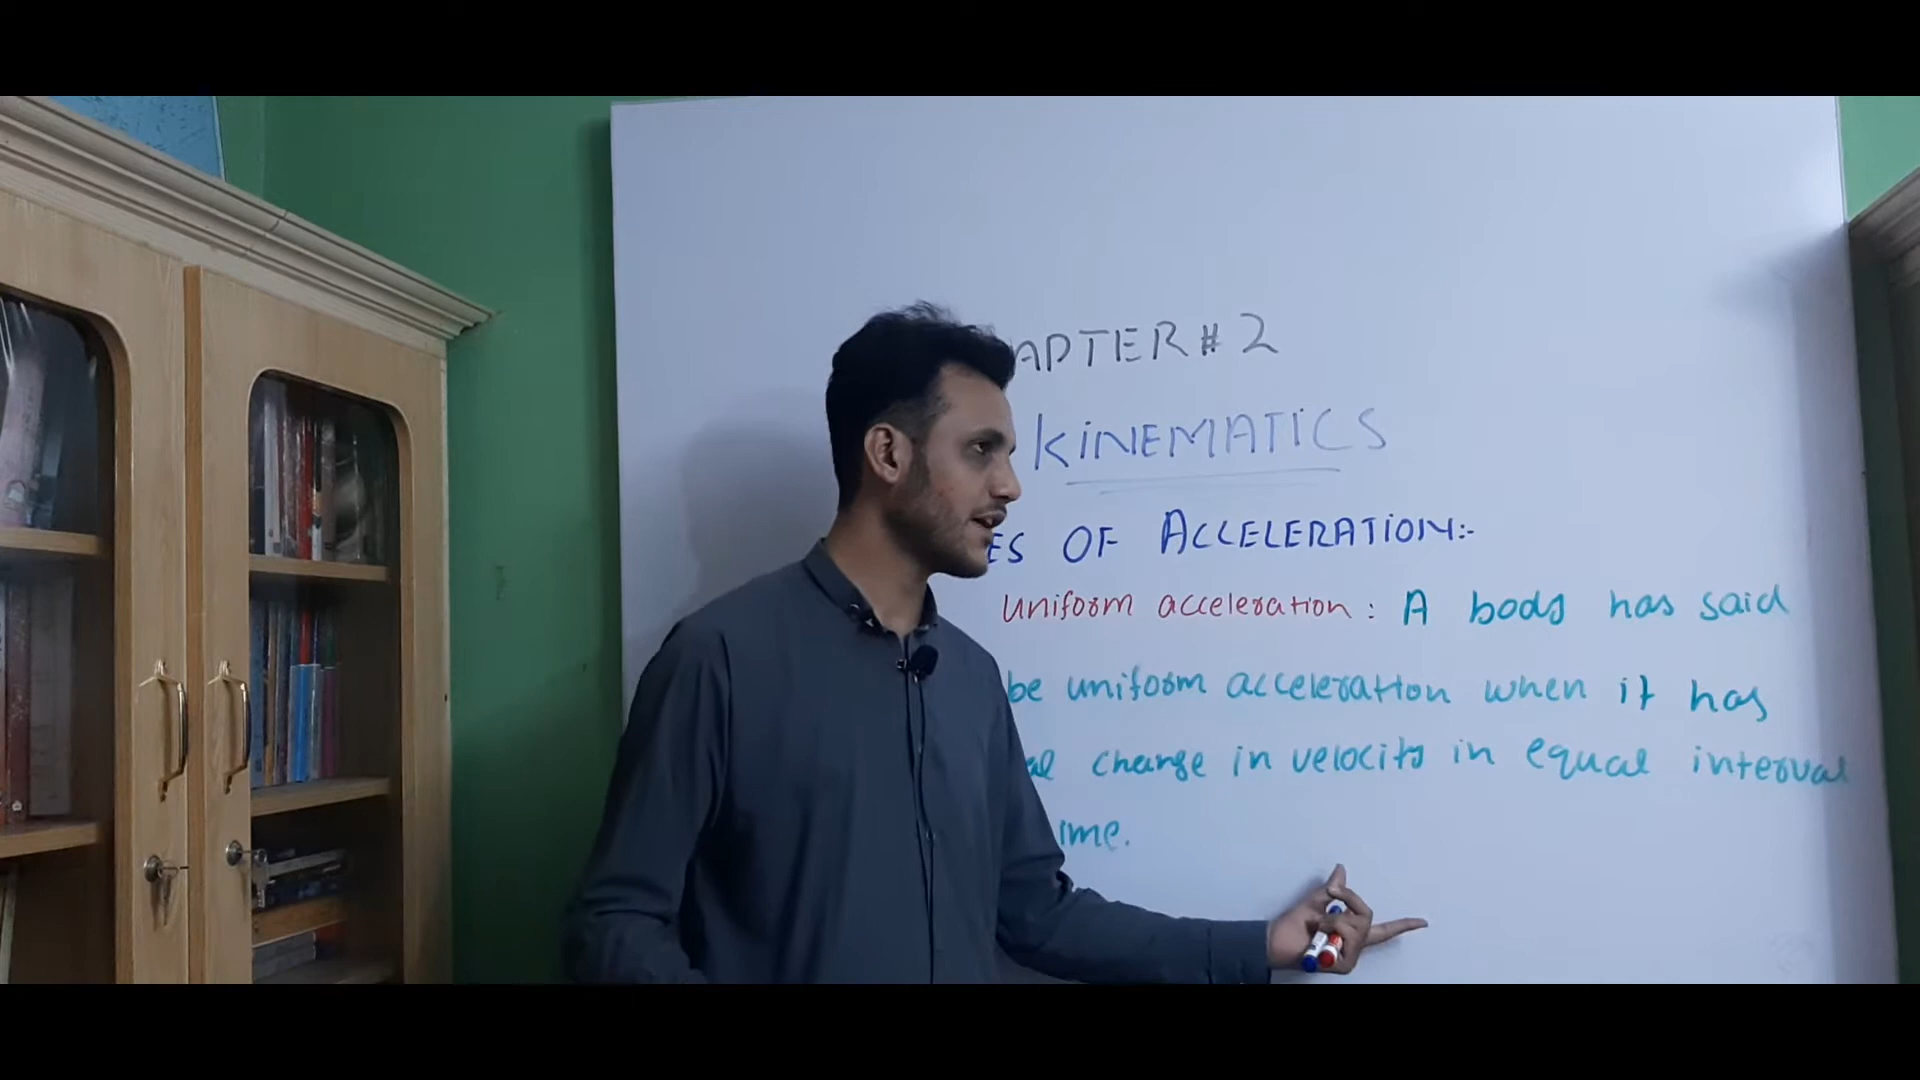 APTER # 2
KiNEMATiCS
ES OF ACCELERATiON:-
Uniform acceleration : A body has said
be uniform acceleration when it has
al change in velocity in equal interval
ime.